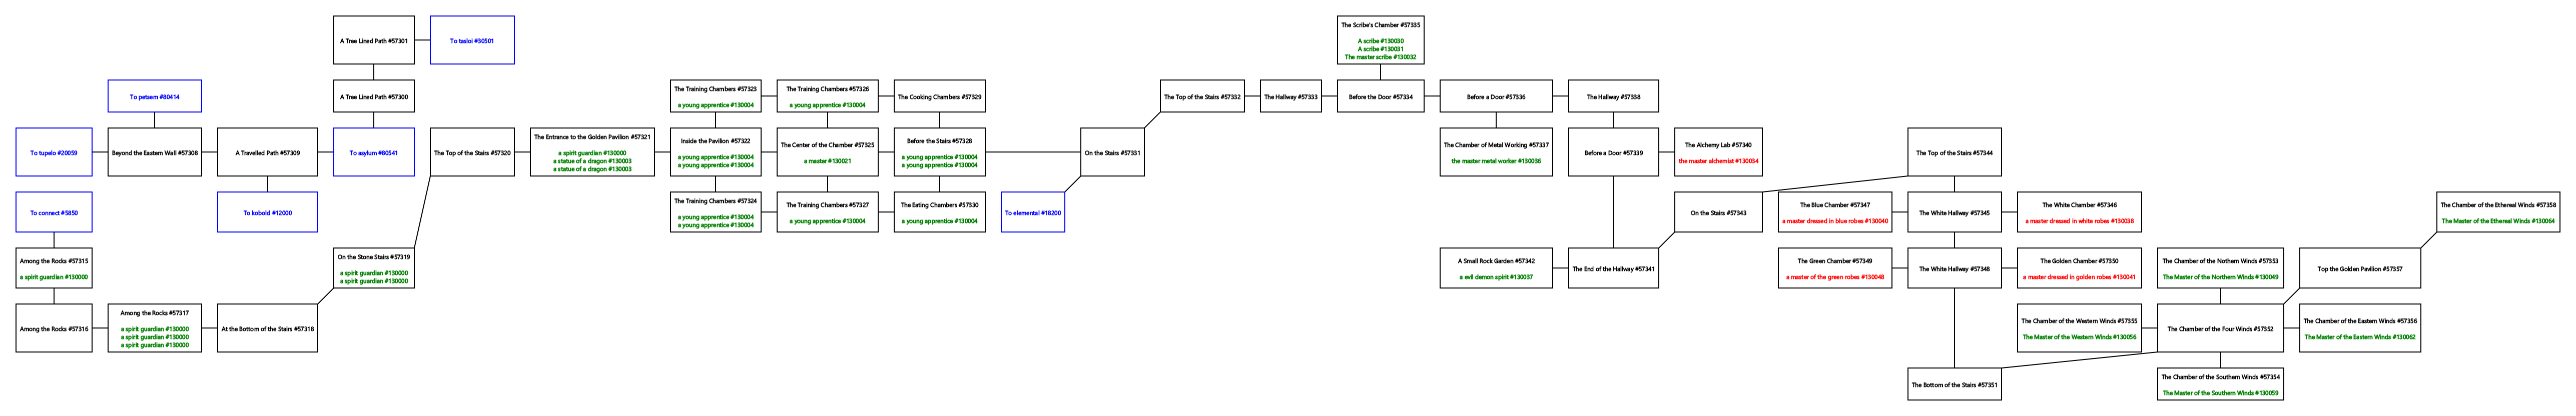 The Scribe's Chamber #57335
A scribe #130030
A scribe #130031
The master scribe #130032
A Tree Lined Path #57301
To tasloi #30501
To petsem #80414
A Tree Lined Path #57300
The Training Chambers #57323
a young apprentice #130004
The Training Chambers #57326
a young apprentice #130004
The Cooking Chambers #57329
The Top of the Stairs #57332
The Hallway #57333
Before the Door #57334
Before a Door #57336
The Hallway #57338
To tupelo #20059
Beyond the Eastern Wall #57308
A Travelled Path #57309
To asylum #80541
The Top of the Stairs #57320
The Entrance to the Golden Pavilion #57321
a spirit guardian #130000
a statue of a dragon #130003
a statue of a dragon #130003
Inside the Pavilion #57322
a young apprentice #130004
a young apprentice #130004
The Center of the Chamber #57325
a master #130021
Before the Stairs #57328
a young apprentice #130004
a young apprentice #130004
On the Stairs #57331
The Chamber of Metal Working #57337
the master metal worker #130036
Before a Door #57339
The Alchemy Lab #57340
the master alchemist #130034
The Top of the Stairs #57344
To connect #5850
To kobold #12000
The Training Chambers #57324
a young apprentice #130004
a young apprentice #130004
The Training Chambers #57327
a young apprentice #130004
The Eating Chambers #57330
a young apprentice #130004
To elemental #18200
On the Stairs #57343
The Blue Chamber #57347
a master dressed in blue robes #130040
The White Hallway #57345
The White Chamber #57346
a master dressed in white robes #130038
The Chamber of the Ethereal Winds #57358
The Master of the Ethereal Winds #130064
Among the Rocks #57315
a spirit guardian #130000
On the Stone Stairs #57319
a spirit guardian #130000
a spirit guardian #130000
A Small Rock Garden #57342
a evil demon spirit #130037
The End of the Hallway #57341
The Green Chamber #57349
a master of the green robes #130048
The White Hallway #57348
The Golden Chamber #57350
a master dressed in golden robes #130041
The Chamber of the Nothern Winds #57353
The Master of the Northern Winds #130049
Top the Golden Pavilion #57357
Among the Rocks #57316
Among the Rocks #57317
a spirit guardian #130000
a spirit guardian #130000
a spirit guardian #130000
At the Bottom of the Stairs #57318
The Chamber of the Western Winds #57355
The Master of the Western Winds #130056
The Chamber of the Four Winds #57352
The Chamber of the Eastern Winds #57356
The Master of the Eastern Winds #130062
The Bottom of the Stairs #57351
The Chamber of the Southern Winds #57354
The Master of the Southern Winds #130059